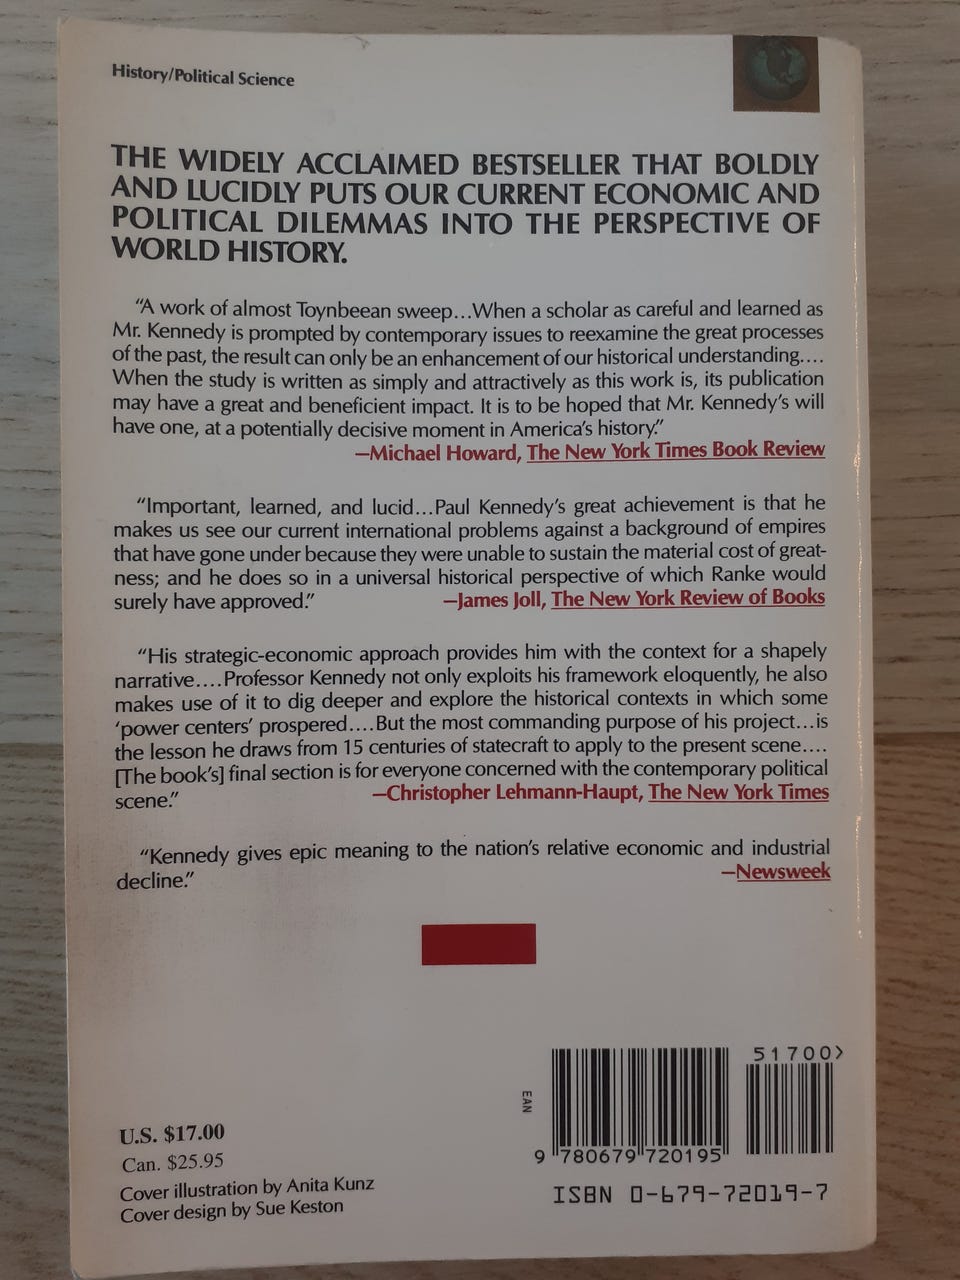 History/Political Science
THE WIDELY ACCLAIMED BESTSELLER THAT BOLDLY
AND LUCIDLY PUTS OUR CURRENT ECONOMIC AND
POLITICAL DILEMMAS INTO THE PERSPECTIVE OF
WORLD HISTORY.
“A work of almost Toynbeean sweep...When a scholar as careful and learned as
Mr. Kennedy is prompted by contemporary issues to reexamine the great processes
of the past, the result can only be an enhancement of our historical understanding....
When the study is written as simply and attractively as this work is, its publication
may have a great and beneficient impact. It is to be hoped that Mr. Kennedy's will
have one, at a potentially decisive moment in America's history.”
—Michael Howard, The New York Times Book Review
“Important, learned, and lucid...Paul Kennedy's great achievement is that he
makes us see our current international problems against a background of empires
that have gone under because they were unable to sustain the material cost of great-
ness; and he does so in a universal historical perspective of which Ranke would
surely have approved.” —James Joll, The New York Review of Books
“His strategic-economic approach provides him with the context for a shapely
narrative....Professor Kennedy not only exploits his framework eloquently, he also
makes use of it to dig deeper and explore the historical contexts in which some
‘power centers’ prospered....But the most commanding purpose of his project...is
the lesson he draws from 15 centuries of statecraft to apply to the present scene....
[The book's] final section is for everyone concerned with the contemporary political
scene.” —Christopher Lehmann-Haupt, The New York Times
“Kennedy gives epic meaning to the nation's relative economic and industrial
decline.” —Newsweek
51700>
EAN
9 780679 720195
ISBN 0-679-72019-7
U.S. $17.00
Can. $25.95
Cover illustration by Anita Kunz
Cover design by Sue Keston